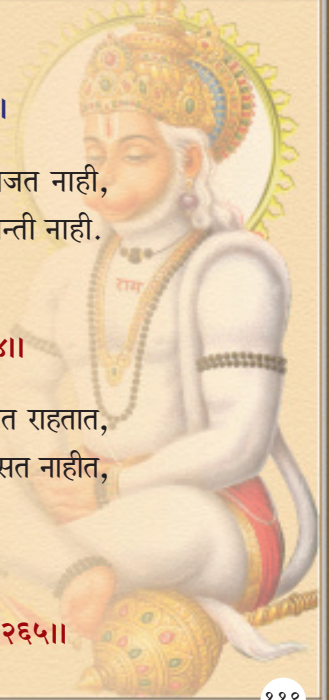 ।
जत नाही,
न्ती नाही.
राम
४॥
त राहतात,
सत नाहीत,
२६५॥